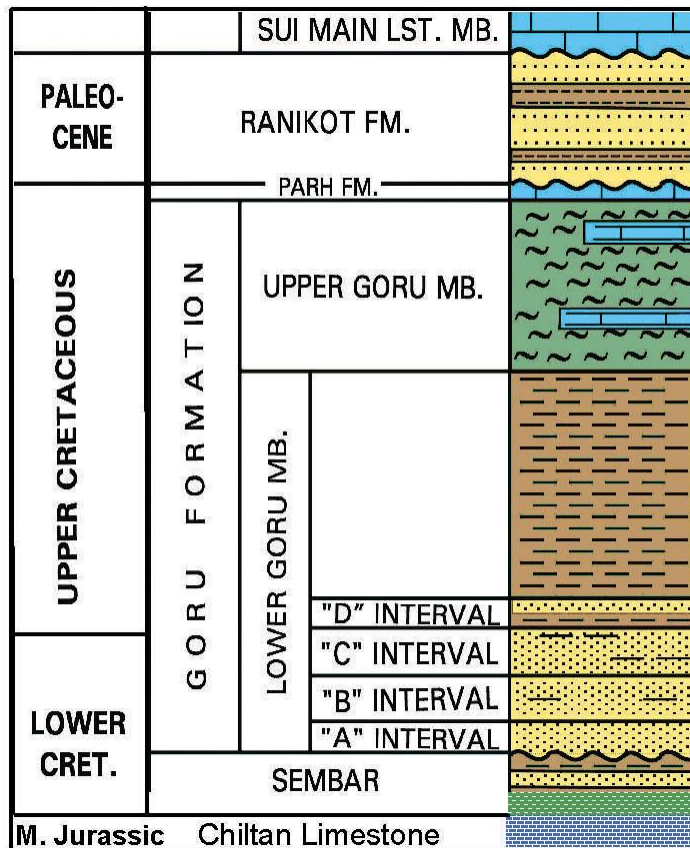 SUI MAIN LST. MB.
PALEO-
CENE
RANIKOT FM.
PARH FM.
UPPER CRETACEOUS
GORU FORMATION
UPPER GORU MB.
LOWER GORU MB.
"D" INTERVAL
"C" INTERVAL
"B" INTERVAL
"A" INTERVAL
LOWER
CRET.
SEMBAR
M. Jurassic Chiltan Limestone